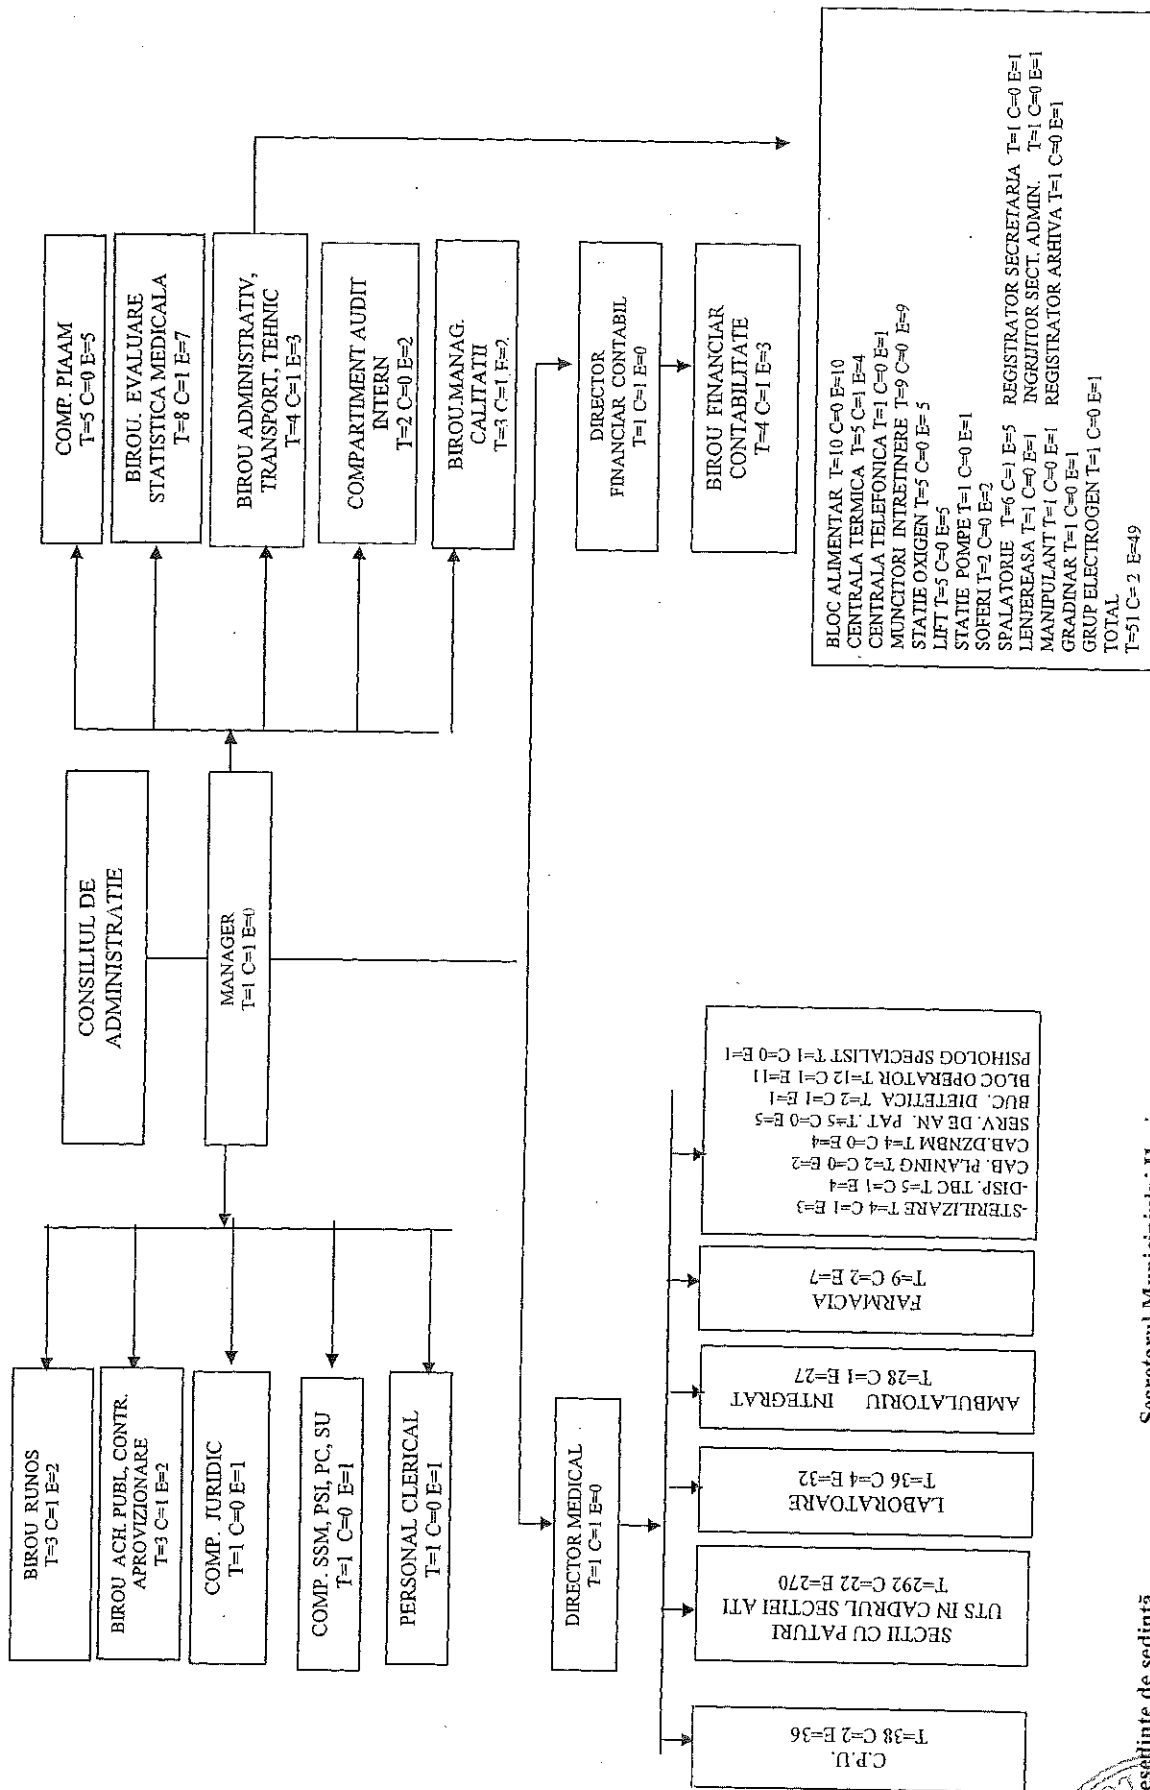 CONSILIUL DE
ADMINISTRATIE
MANAGER
T=1 C=1 E=0
BIROU RUNOS
T=3 C=1 E=2
BIROU ACH. PUBL, CONTR.
APROVIZIONARE
T=3 C=1 E=2
COMP. JURIDIC
T=1 C=0 E=1
COMP. SSM, PSI, PC, SU
T=1 C=0 E=1
PERSONAL CLERICAL
T=1 C=0 E=1
COMP. PIAAM
T=5 C=0 E=5
BIROU. EVALUARE
STATISTICA MEDICALA
T=8 C=1 E=7
BIROU ADMINISTRATIV,
TRANSPORT, TEHNIC
T=4 C=1 E=3
COMPARTIMENT AUDIT
INTERN
T=2 C=0 E=2
BIROU.MANAG.
CALITATII
T=3 C=1 E=2
DIRECTOR MEDICAL
T=1 C=1 E=0
DIRECTOR
FINANCIAR CONTABIL
T=1 C=1 E=0
BIROU FINANCIAR
CONTABILITATE
T=4 C=1 E=3
C.P.U.
T=38 C=2 E=36
SECTII CU PATURI
UTS IN CADRUL SECTIEI ATI
T=292 C=22 E=270
LABORATOARE
T=36 C=4 E=32
AMBULATORIU INTEGRAT
T=28 C=1 E=27
FARMACIA
T=9 C=2 E=7
-STERILIZARE T=4 C=1 E=3
-DISP. TBC T=5 C=1 E=4
CAB. PLANING T=2 C=0 E=2
CAB.DZNBM T=4 C=0 E=4
SERV. DE AN. PAT .T=5 C=0 E=5
BUC. DIETETICA T=2 C=1 E=1
BLOC OPERATOR T=12 C=1 E=11
PSIHOLOG SPECIALIST T=1 C=0 E=1
BLOC ALIMENTAR T=10 C=0 E=10
CENTRALA TERMICA T=5 C=1 E=4
CENTRALA TELEFONICA T=1 C=0 E=1
MUNCITORI INTRETINERE T=9 C=0 E=9
STATIE OXIGEN T=5 C=0 E= 5
LIFT T=5 C=0 E=5
STATIE POMPE T=1 C=0 E=1
SOFERI T=2 C=0 E=2
SPALATORIE T=6 C=1 E=5 REGISTRATOR SECRETARIA T=1 C=0 E=1
LENJEREASA T=1 C=0 E=1 INGRIJITOR SECT. ADMIN. T=1 C=0 E=1
MANIPULANT T=1 C=0 E=1 REGISTRATOR ARHIVA T=1 C=0 E=1
GRADINAR T=1 C=0 E=1
GRUP ELECTROGEN T=1 C=0 E=1
TOTAL
T=51 C= 2 E=49
de ședință Secretarul Municipiului